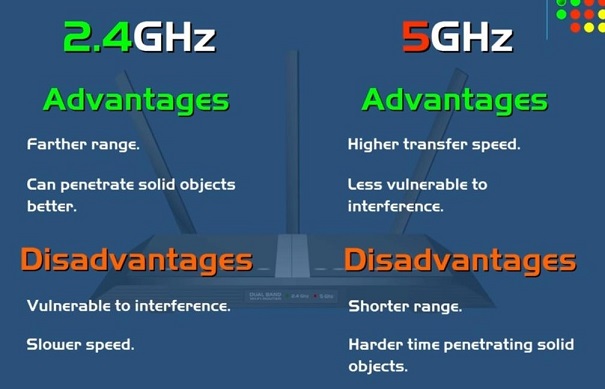 2.4GHz
Advantages
Farther range.
Can penetrate solid objects
better.
Disadvantages
Vulnerable to interference.
Slower speed.
5GHz
Advantages
Higher transfer speed.
Less vulnerable to
interference.
Disadvantages
Shorter range.
Harder time penetrating solid
objects.
DUAL BAND
2.4 GHz
5 GHz